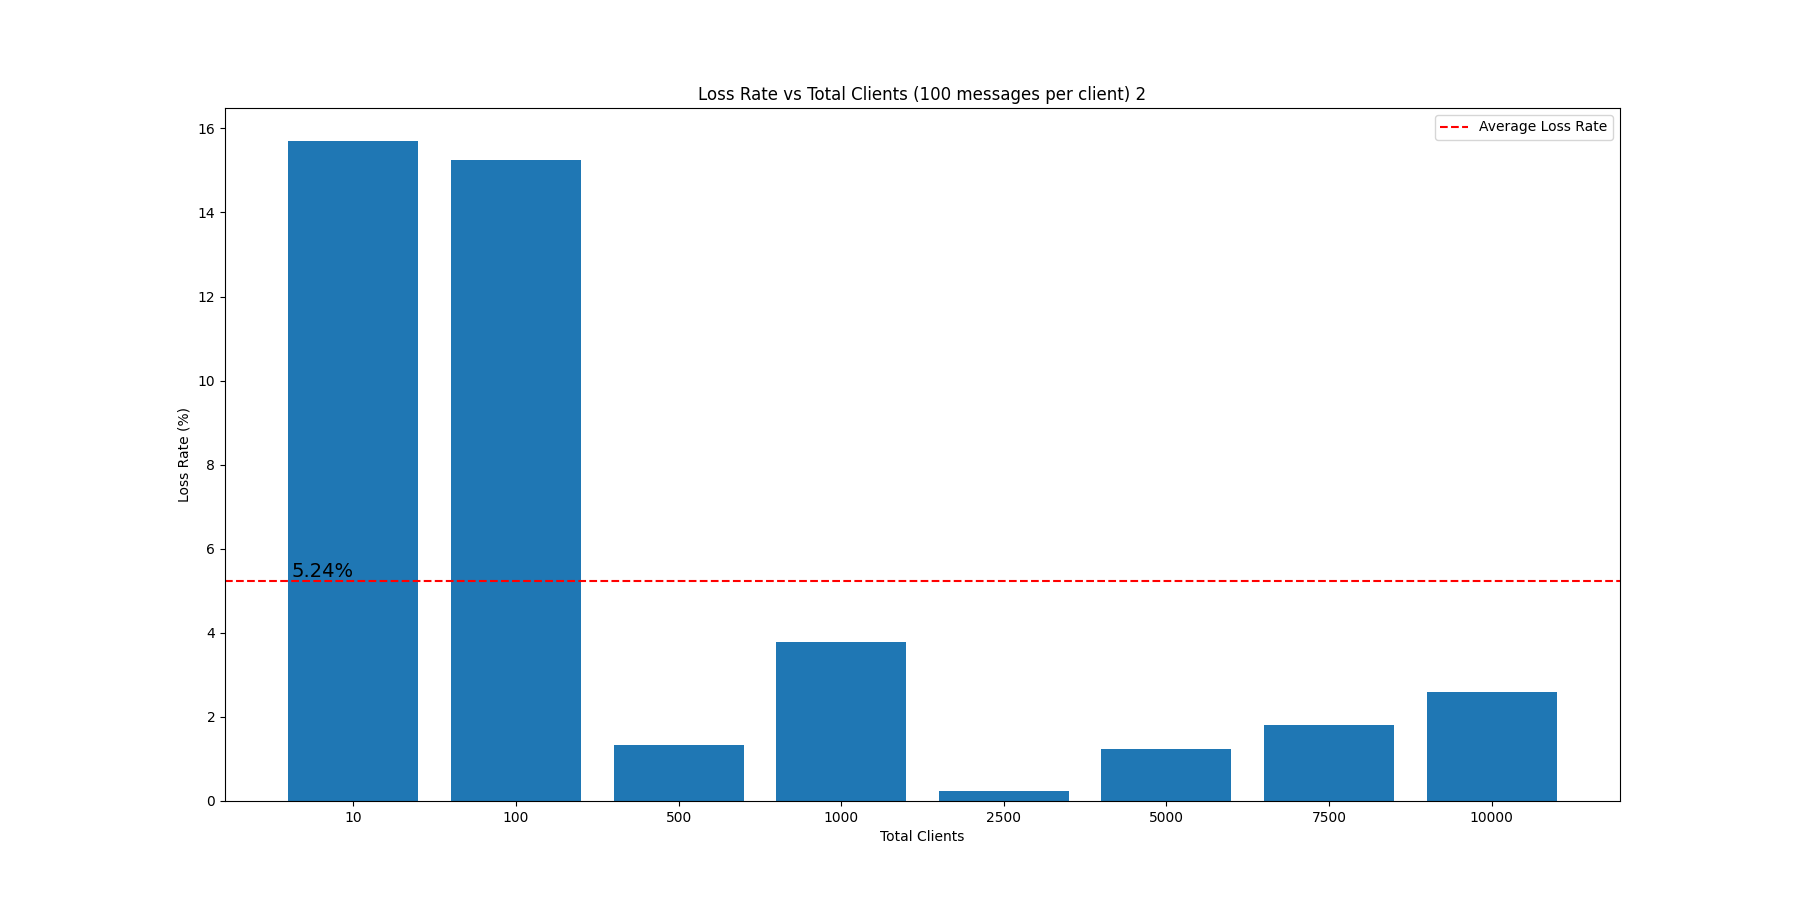 Loss Rate vs Total Clients (100 messages per client) 2
Average Loss Rate
16
14
12
10
8
6
4
2
0
Loss Rate (%)
5.24%
10 100 500 1000 2500 5000 7500 10000
Total Clients